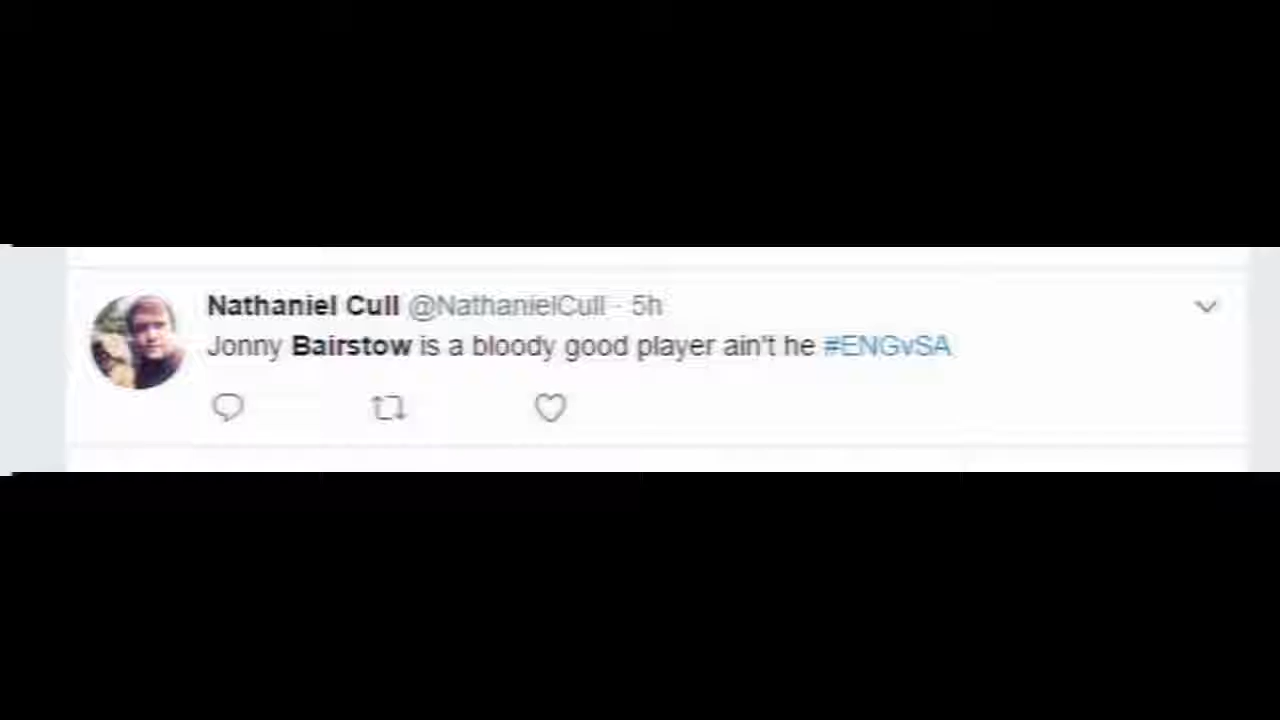 Nathaniel Cull @NathanielCull · 5h
Jonny Bairstow is a bloody good player ain't he #ENGvSA